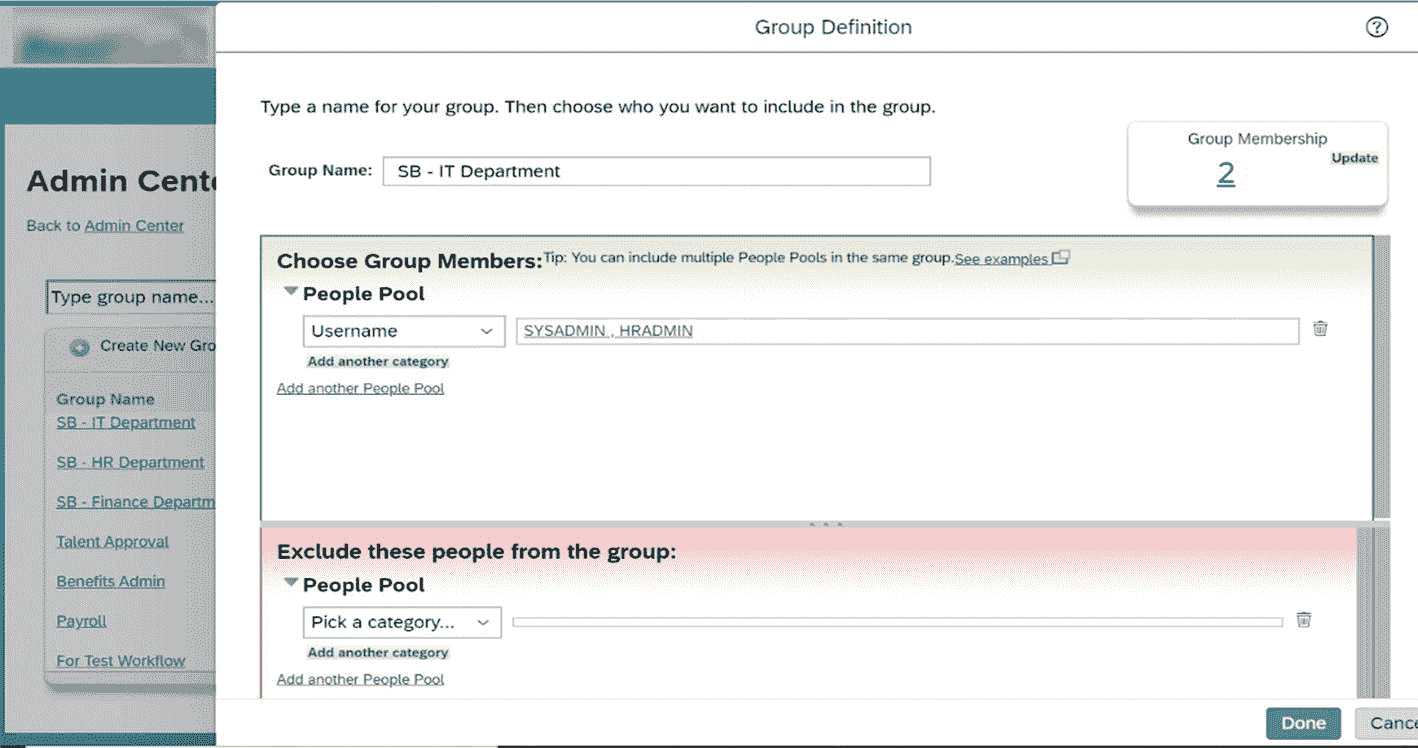 Group Definition
Type a name for your group. Then choose who you want to include in the group.
Group Membership
Update
2
Group Name: SB - IT Department
Admin Cente
Back to Admin Center
Type group name...
Create New Gro
Group Name
SB - IT Department
SB - HR Department
SB - Finance Departm
Talent Approval
Benefits Admin
Payroll
For Test Workflow
Choose Group Members: Tip: You can include multiple People Pools in the same group. See examples
People Pool
Username SYSADMIN , HRADMIN
Add another category
Add another People Pool
Exclude these people from the group:
People Pool
Pick a category...
Add another category
Add another People Pool
Done Cance